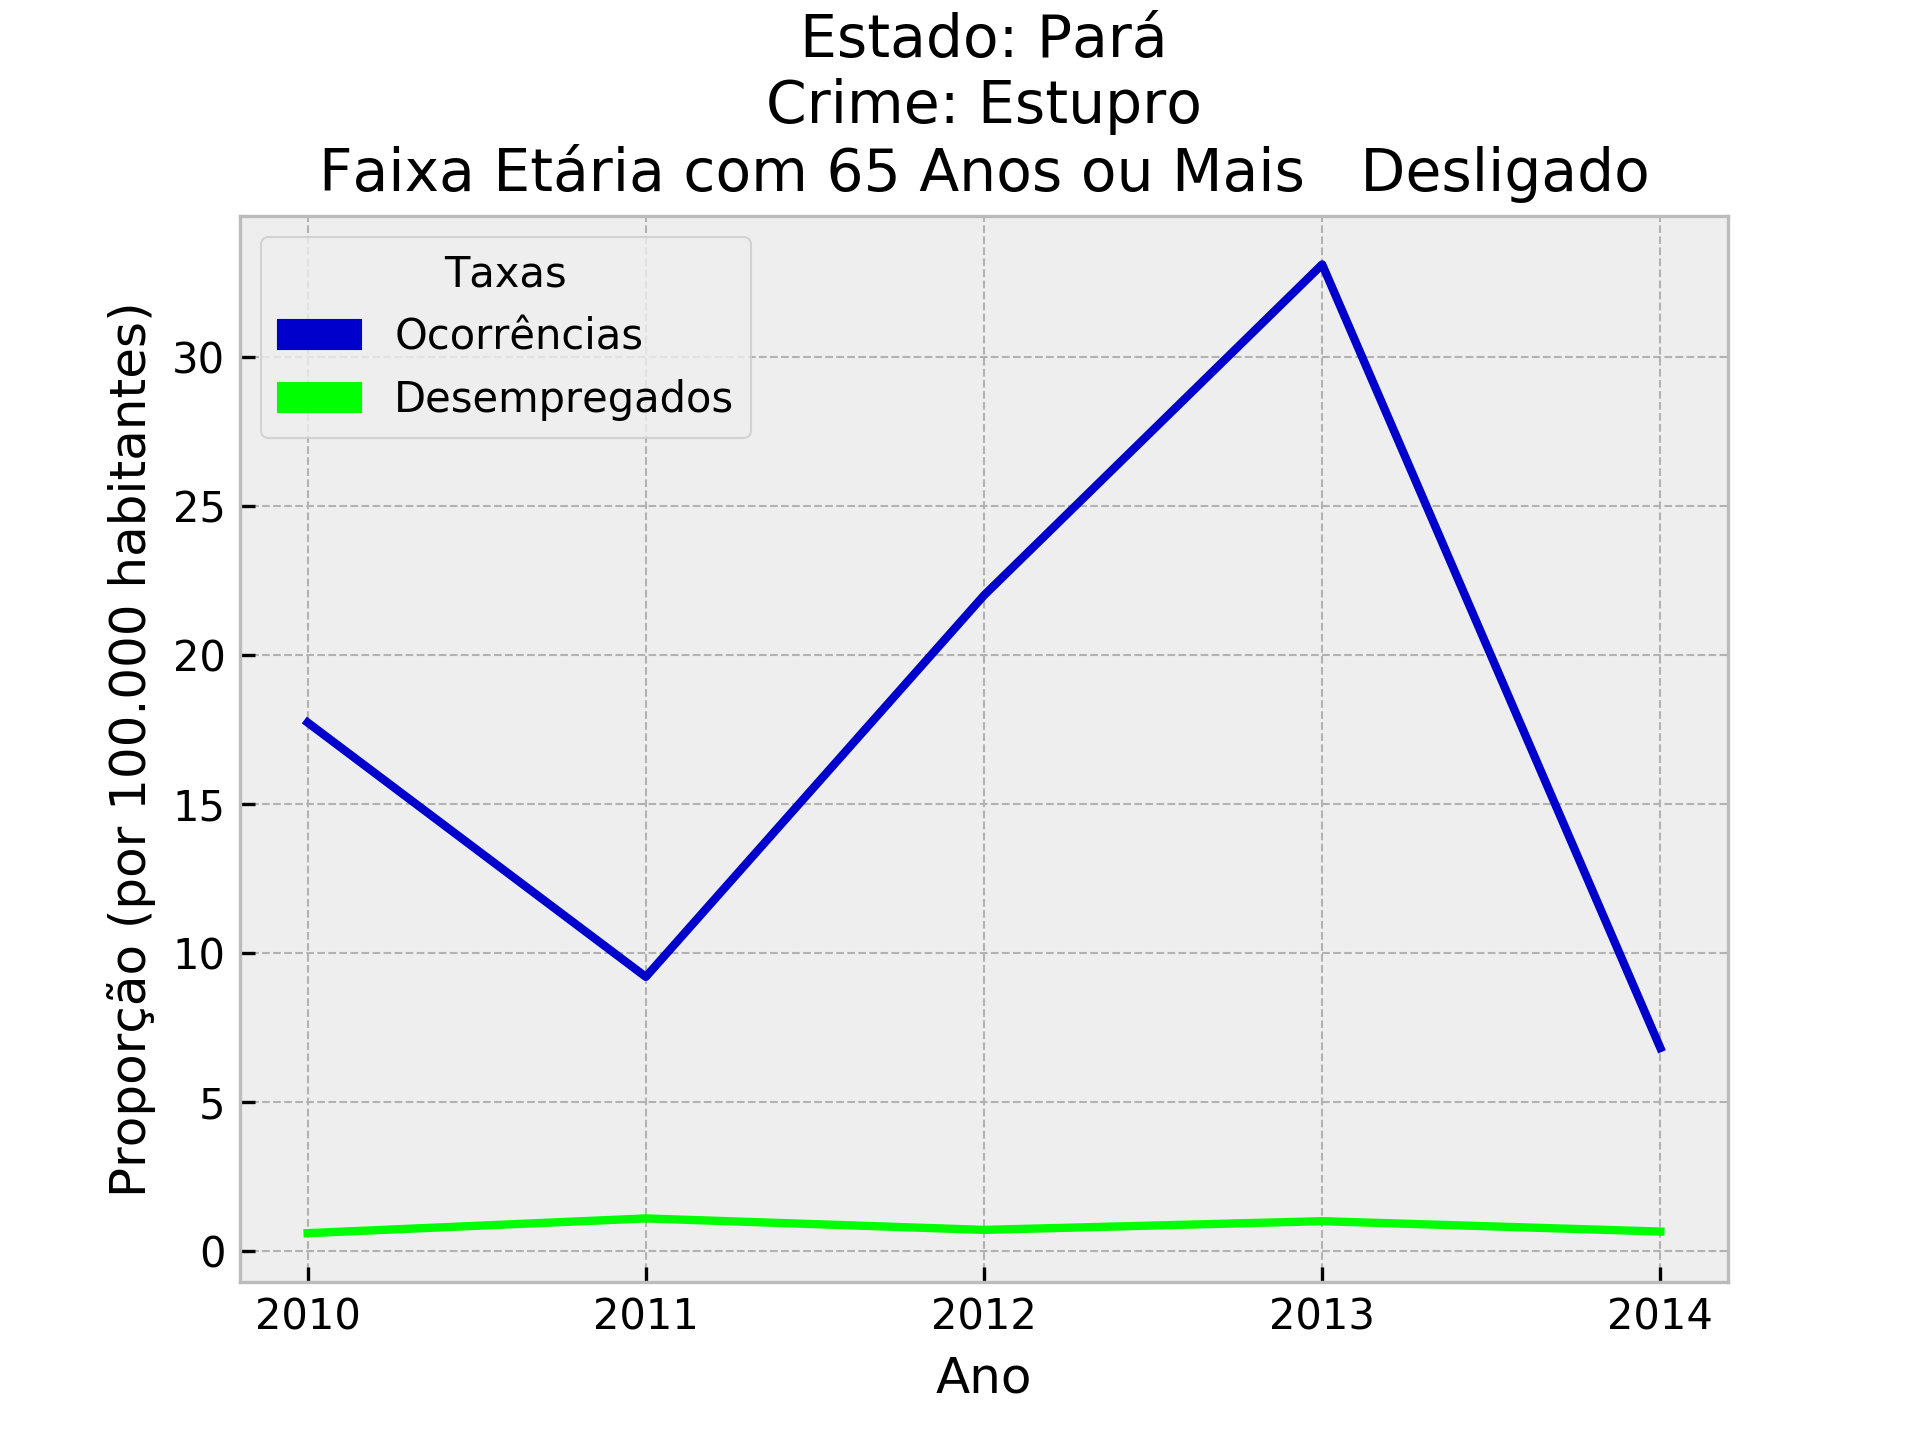 Estado: Pará
Crime: Estupro
Faixa Etária com 65 Anos ou Mais   Desligado
Taxas
Ocorrências
Desempregados
Proporção (por 100.000 habitantes)
30
25
20
15
10
5
0
2010 2011 2012 2013 2014
Ano